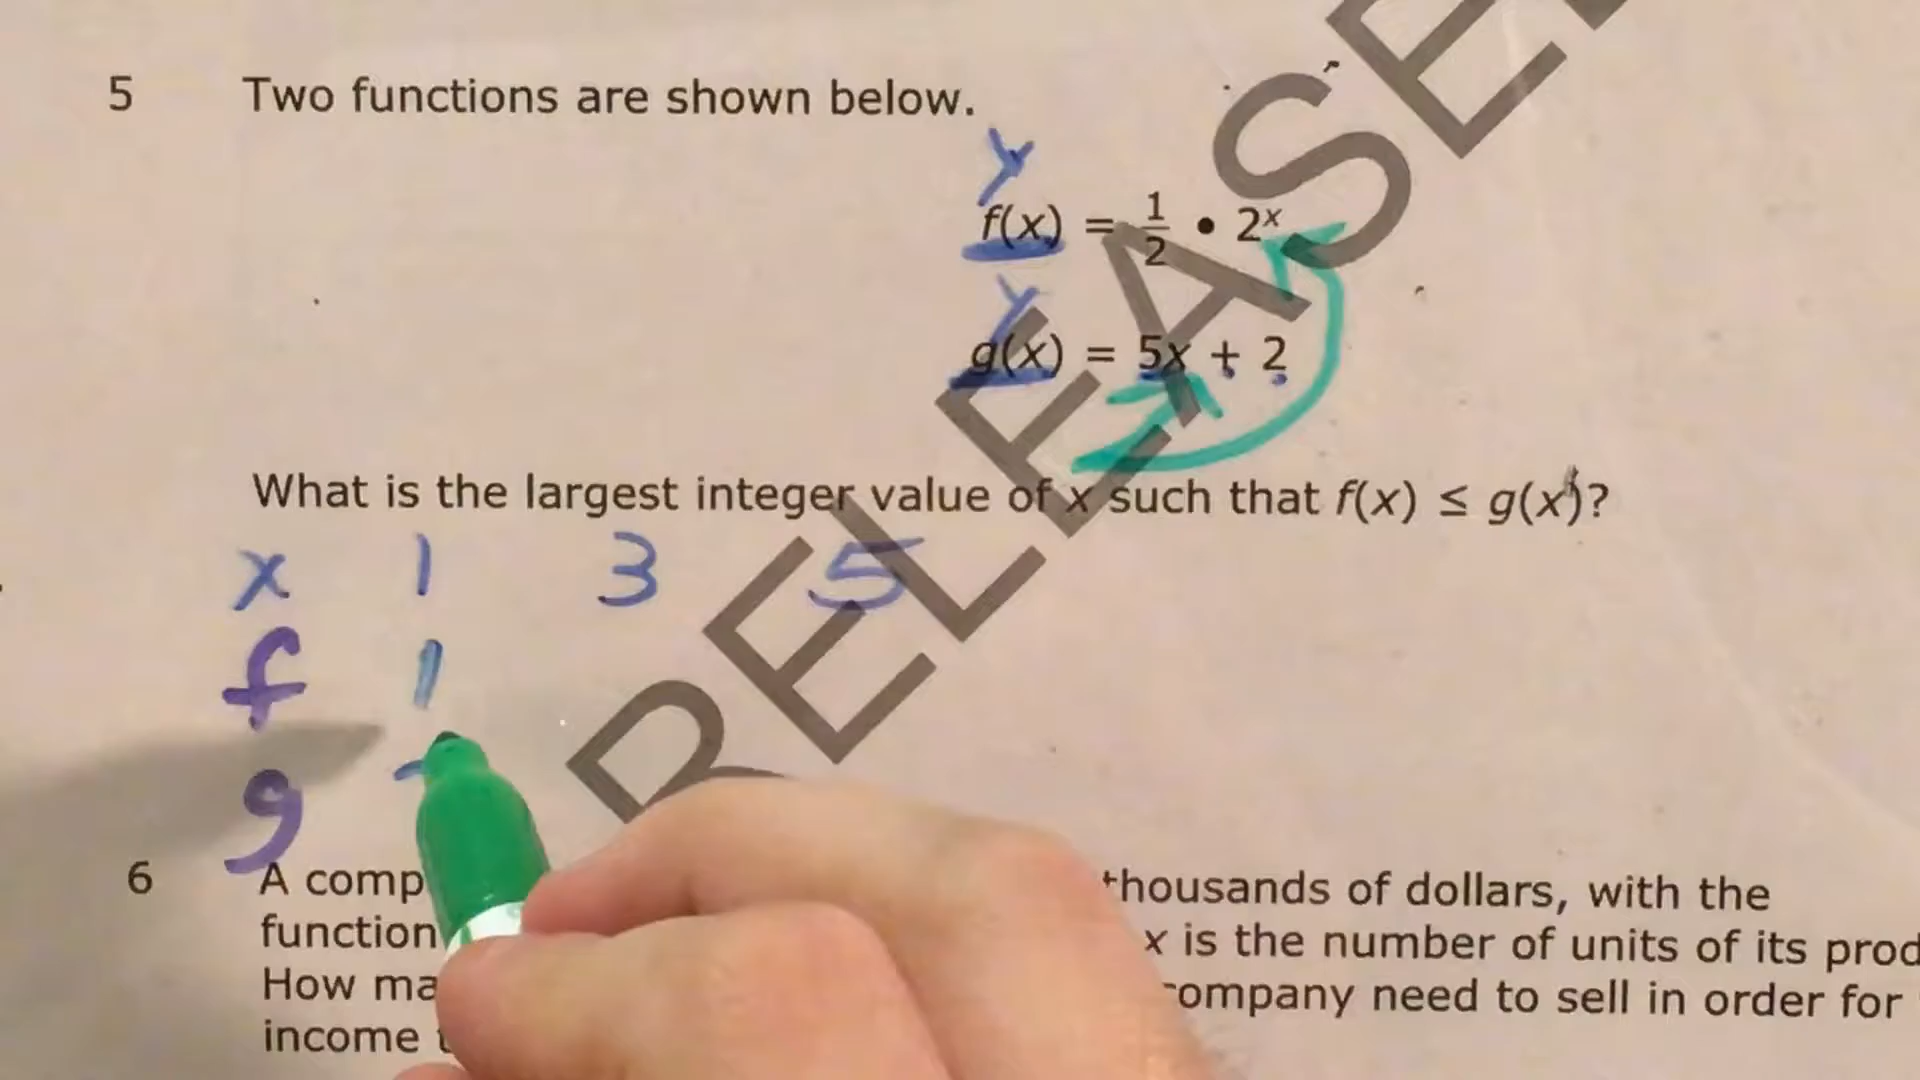 5 Two functions are shown below.
y
f(x) = 1/2 • 2ˣ
y
g(x) = 5x + 2
What is the largest integer value of x such that f(x) ≤ g(x)?
x 1 3 5
f 1
g
RELEASE
6 A comp thousands of dollars, with the
function x is the number of units of its prod
How ma company need to sell in order for
income